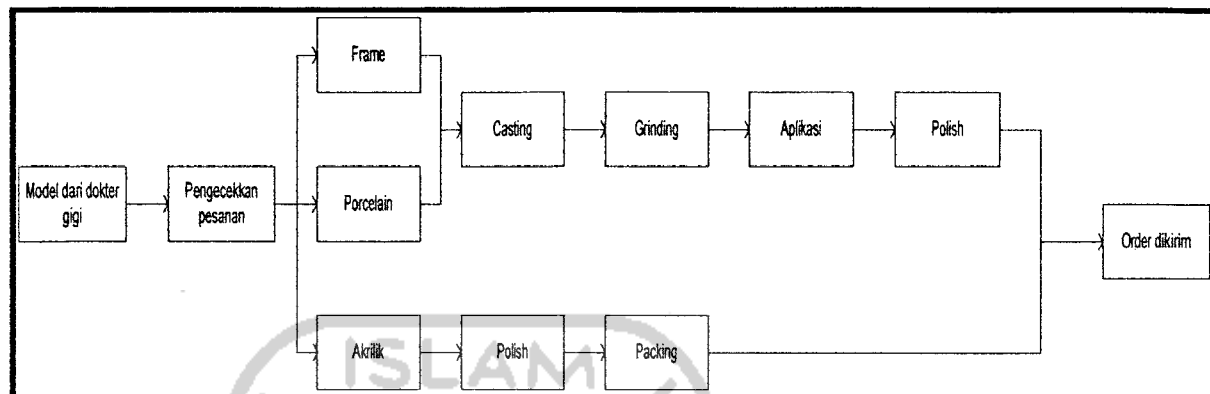 Frame
Casting
Grinding
Aplikasi
Polish
Model dari dokter
gigi
Pengecekkan
pesanan
Porcelain
Order dikirim
Akrilik
Polish
Packing
ISLAM